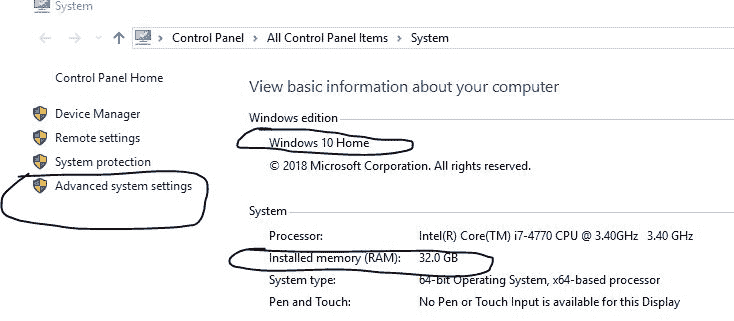 System
Control Panel > All Control Panel Items > System
Control Panel Home
Device Manager
Remote settings
System protection
Advanced system settings
View basic information about your computer
Windows edition
Windows 10 Home
© 2018 Microsoft Corporation. All rights reserved.
System
Processor: Intel(R) Core(TM) i7-4770 CPU @ 3.40GHz 3.40 GHz
Installed memory (RAM): 32.0 GB
System type: 64-bit Operating System, x64-based processor
Pen and Touch: No Pen or Touch Input is available for this Display